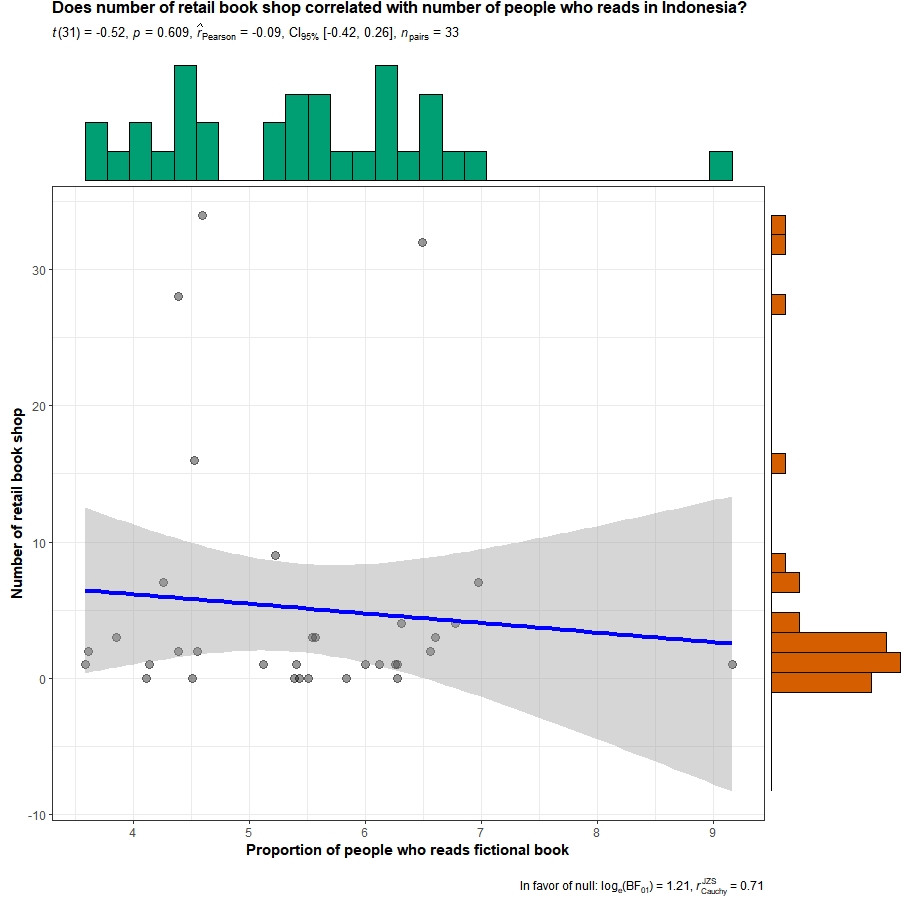 Does number of retail book shop correlated with number of people who reads in Indonesia?
t(31) = -0.52, p = 0.609, r̂Pearson = -0.09, CI95% [-0.42, 0.26], npairs = 33
Number of retail book shop
30
20
10
0
-10
4 5 6 7 8 9
Proportion of people who reads fictional book
In favor of null: loge(BF01) = 1.21, rJZSCauchy = 0.71